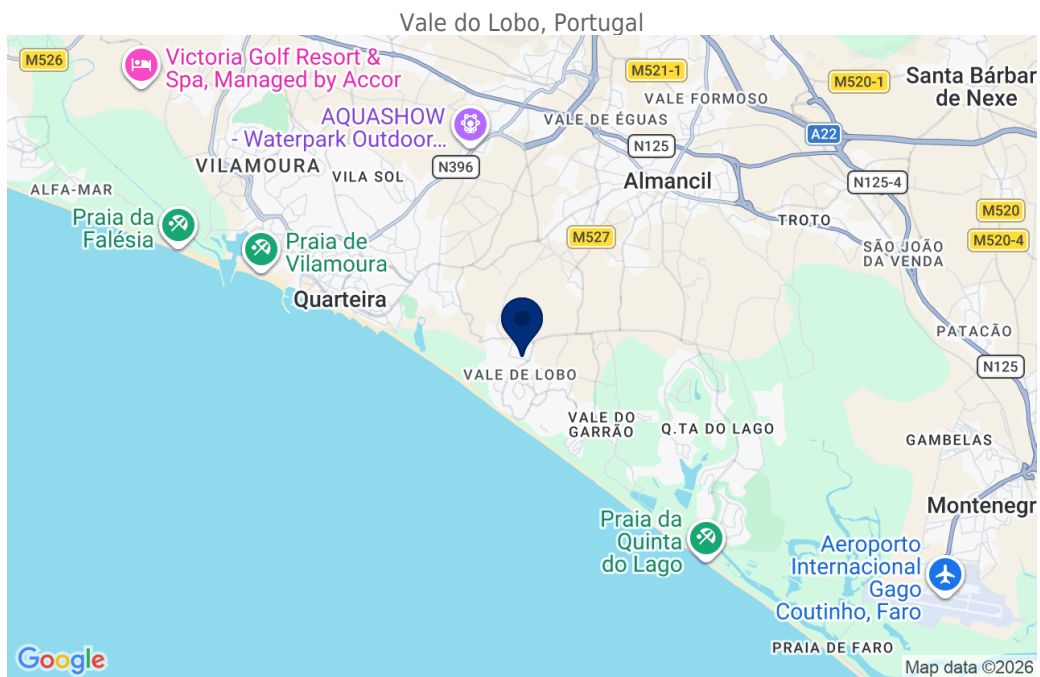 Vale do Lobo, Portugal
M526
Victoria Golf Resort &
Spa, Managed by Accor
M521-1
M520-1
Santa Bárbar
de Nexe
VALE FORMOSO
AQUASHOW
- Waterpark Outdoor...
VALE DE ÉGUAS
A22
N125
VILAMOURA
VILA SOL
N396
Almancil
N125-4
ALFA-MAR
Praia da
Falésia
TROTO
M520
M527
M520-4
Praia de
Vilamoura
SÃO JOÃO
DA VENDA
Quarteira
PATACÃO
N125
VALE DE LOBO
VALE DO
GARRÃO
Q.TA DO LAGO
GAMBELAS
Montenegr
Praia da
Quinta
do Lago
Aeroporto
Internacional
Gago
Coutinho, Faro
PRAIA DE FARO
Google
Map data ©2026